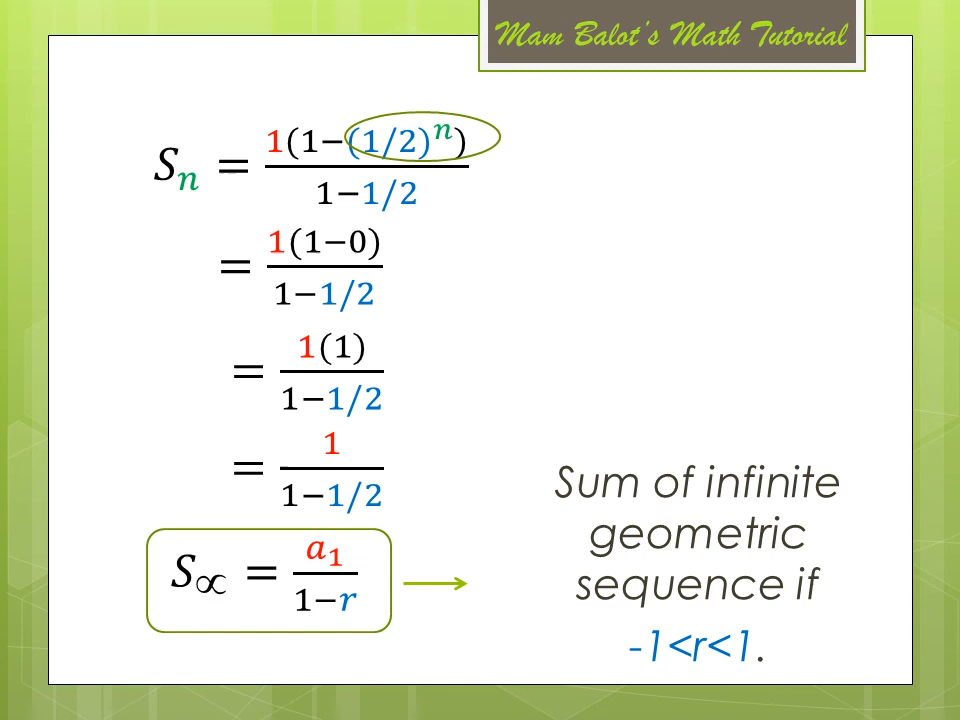 Mam Balot's Math Tutorial
Sₙ = 1(1−(1/2)ⁿ) / 1−1/2
= 1(1−0) / 1−1/2
= 1(1) / 1−1/2
= 1 / 1−1/2
S∝ = a₁ / 1−r
Sum of infinite
geometric
sequence if
-1<r<1.